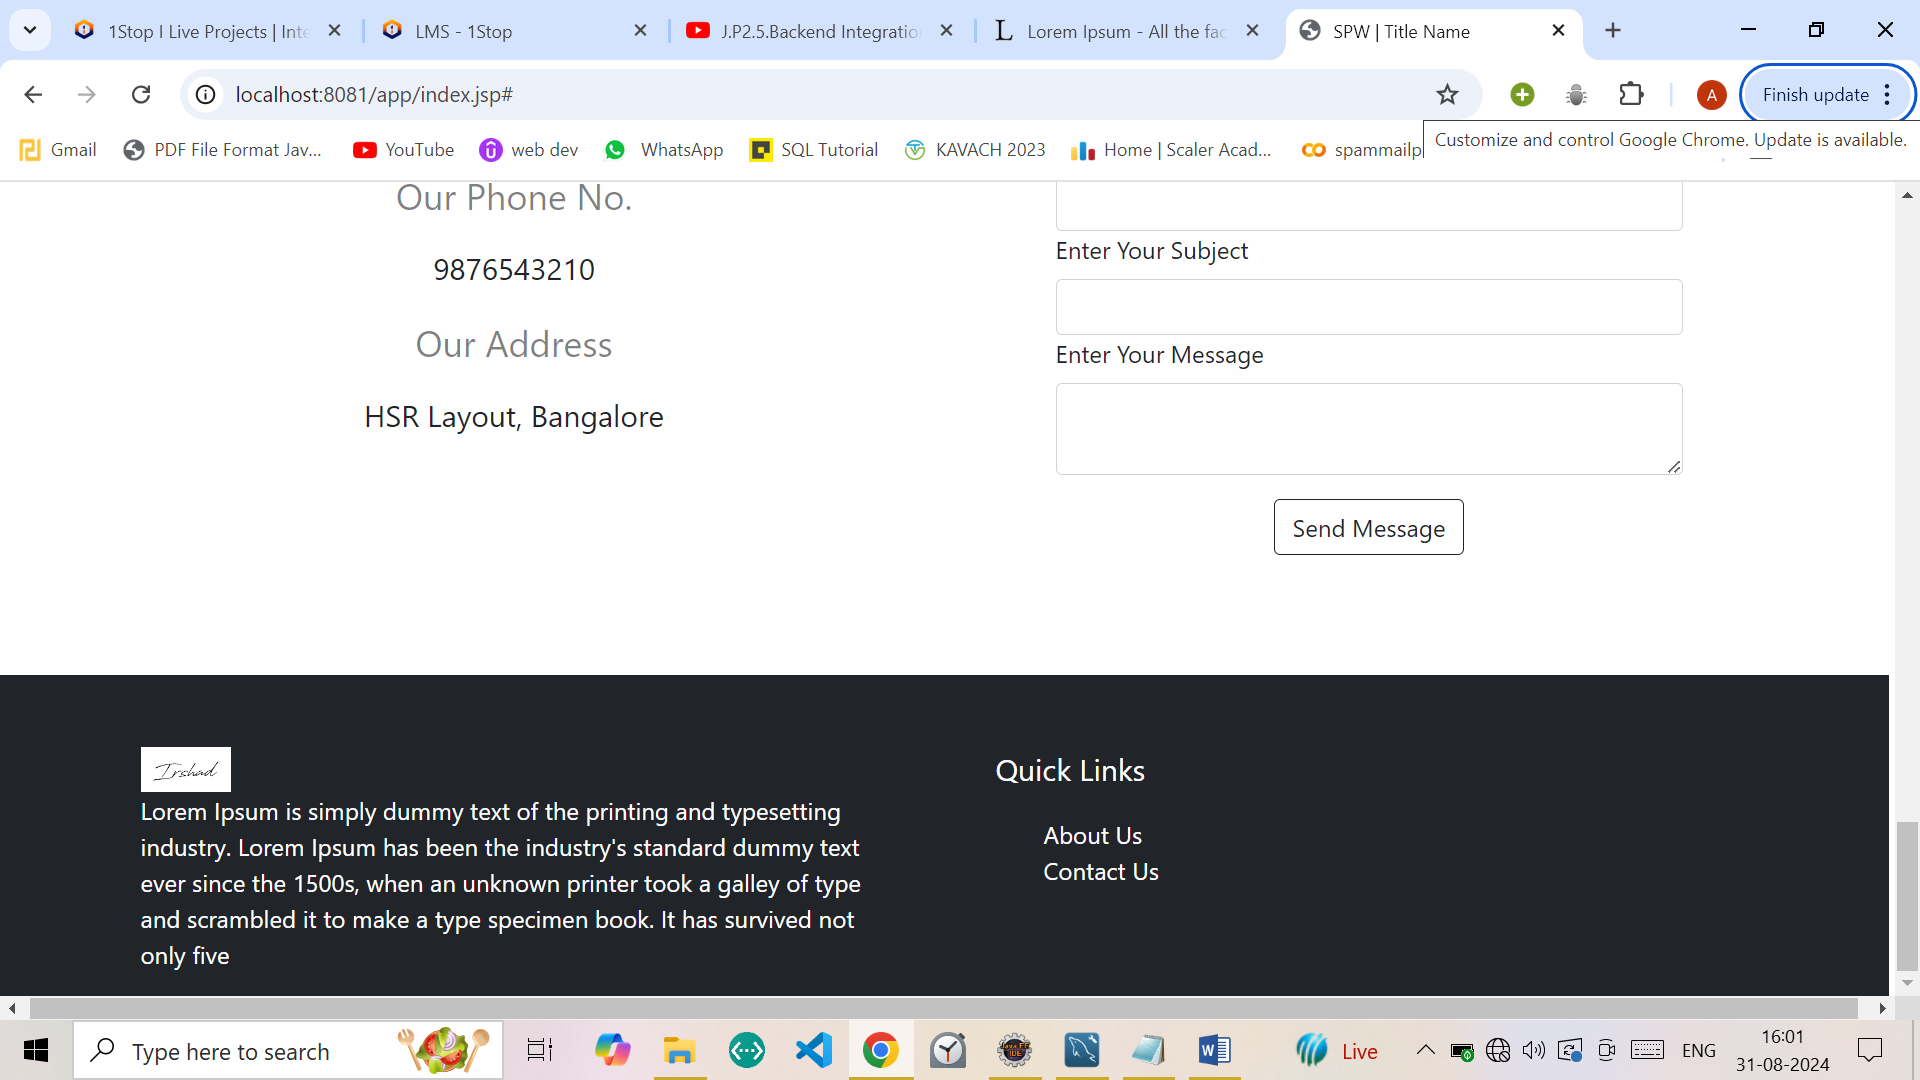 1Stop I Live Projects | Inte
LMS - 1Stop
J.P2.5.Backend Integratio
Lorem Ipsum - All the fac
SPW | Title Name
localhost:8081/app/index.jsp#
A
Finish update
Customize and control Google Chrome. Update is available.
Gmail
PDF File Format Jav...
YouTube
web dev
WhatsApp
SQL Tutorial
KAVACH 2023
Home | Scaler Acad...
spammailp
Our Phone No.
9876543210
Our Address
HSR Layout, Bangalore
Enter Your Subject
Enter Your Message
Send Message
Irshad
Lorem Ipsum is simply dummy text of the printing and typesetting
industry. Lorem Ipsum has been the industry's standard dummy text
ever since the 1500s, when an unknown printer took a galley of type
and scrambled it to make a type specimen book. It has survived not
only five
Quick Links
About Us
Contact Us
Type here to search
Live
ENG
16:01
31-08-2024